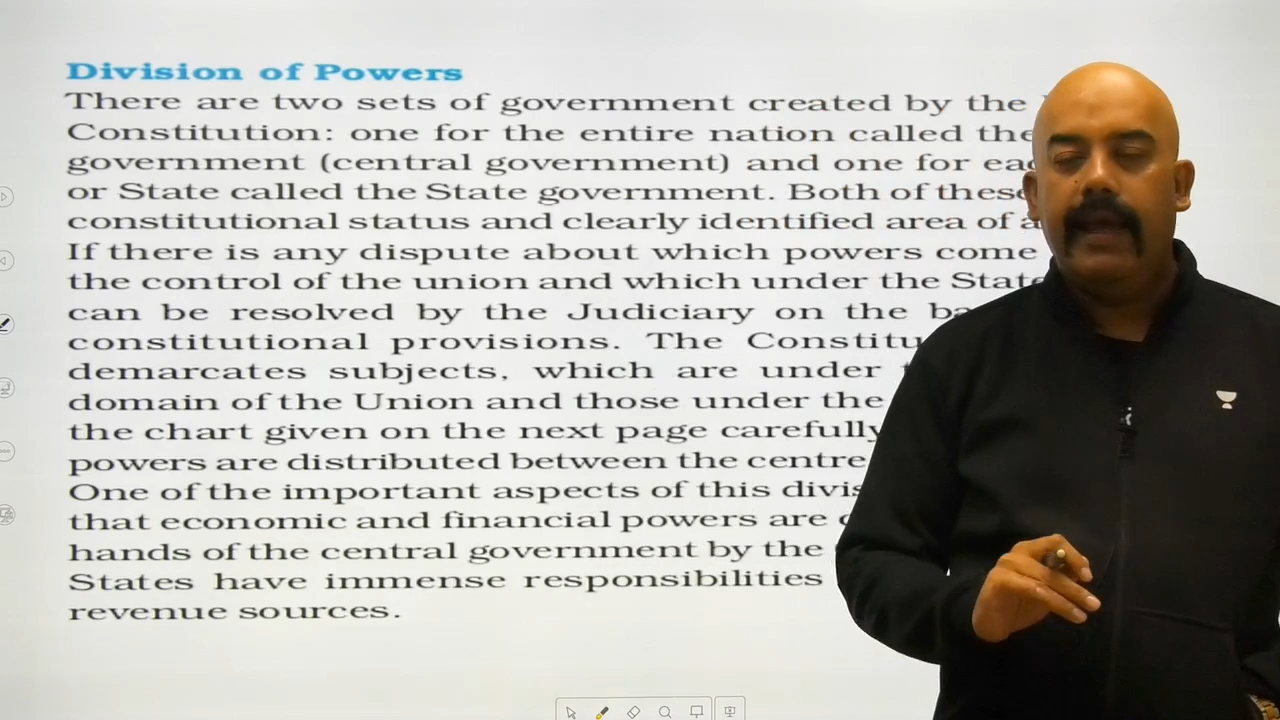 Division of Powers
There are two sets of government created by the
Constitution: one for the entire nation called the
government (central government) and one for
or State called the State government. Both of these
constitutional status and clearly identified area of
If there is any dispute about which powers come
the control of the union and which under the
can be resolved by the Judiciary on the
constitutional provisions. The
demarcates subjects, which are under
domain of the Union and those under the
the chart given on the next page carefully
powers are distributed between the centre
One of the important aspects of this
that economic and financial powers are
hands of the central government by the
States have immense responsibilities
revenue sources.